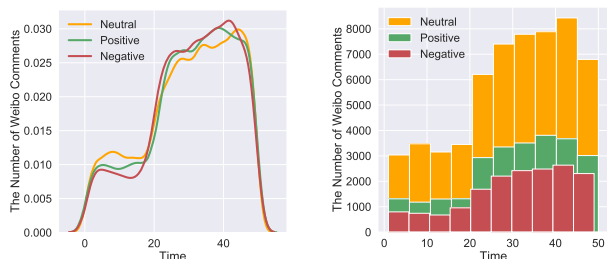 The Number of Weibo Comments
0.030
0.025
0.020
0.015
0.010
0.005
0.000
Neutral
Positive
Negative
0 20 40
Time
The Number of Weibo Comments
8000
7000
6000
5000
4000
3000
2000
1000
0
Neutral
Positive
Negative
0 10 20 30 40 50
Time